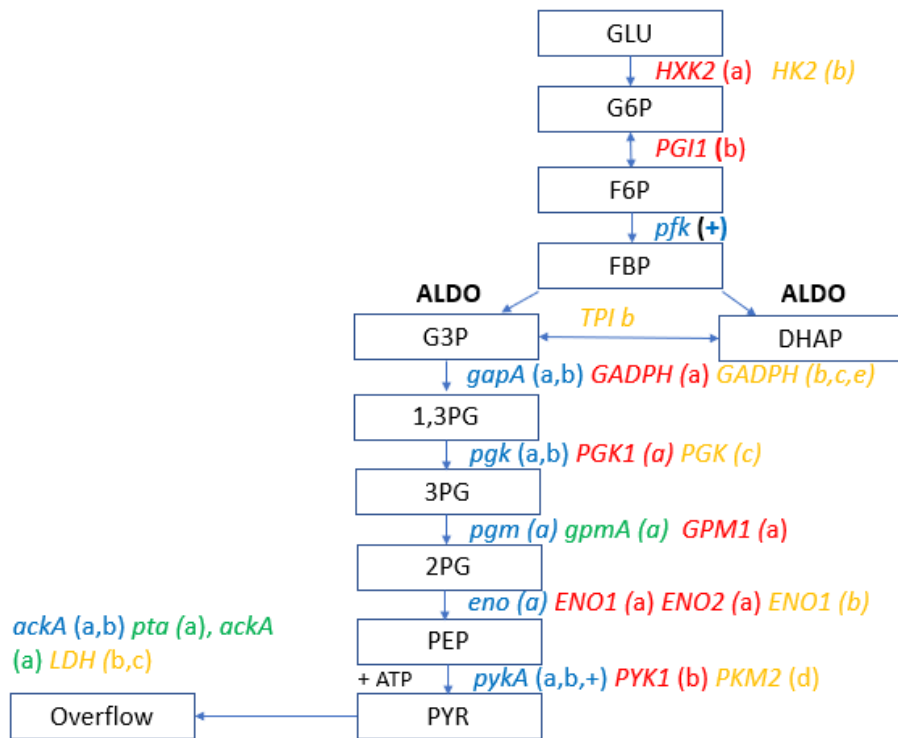 GLU
HXK2 (a) HK2 (b)
G6P
PGI1 (b)
F6P
pfk (+)
FBP
ALDO ALDO
TPI b
G3P DHAP
gapA (a,b) GADPH (a) GADPH (b,c,e)
1,3PG
pgk (a,b) PGK1 (a) PGK (c)
3PG
pgm (a) gpmA (a) GPM1 (a)
2PG
eno (a) ENO1 (a) ENO2 (a) ENO1 (b)
ackA (a,b) pta (a), ackA
(a) LDH (b,c)
PEP
+ ATP pykA (a,b,+) PYK1 (b) PKM2 (d)
Overflow PYR